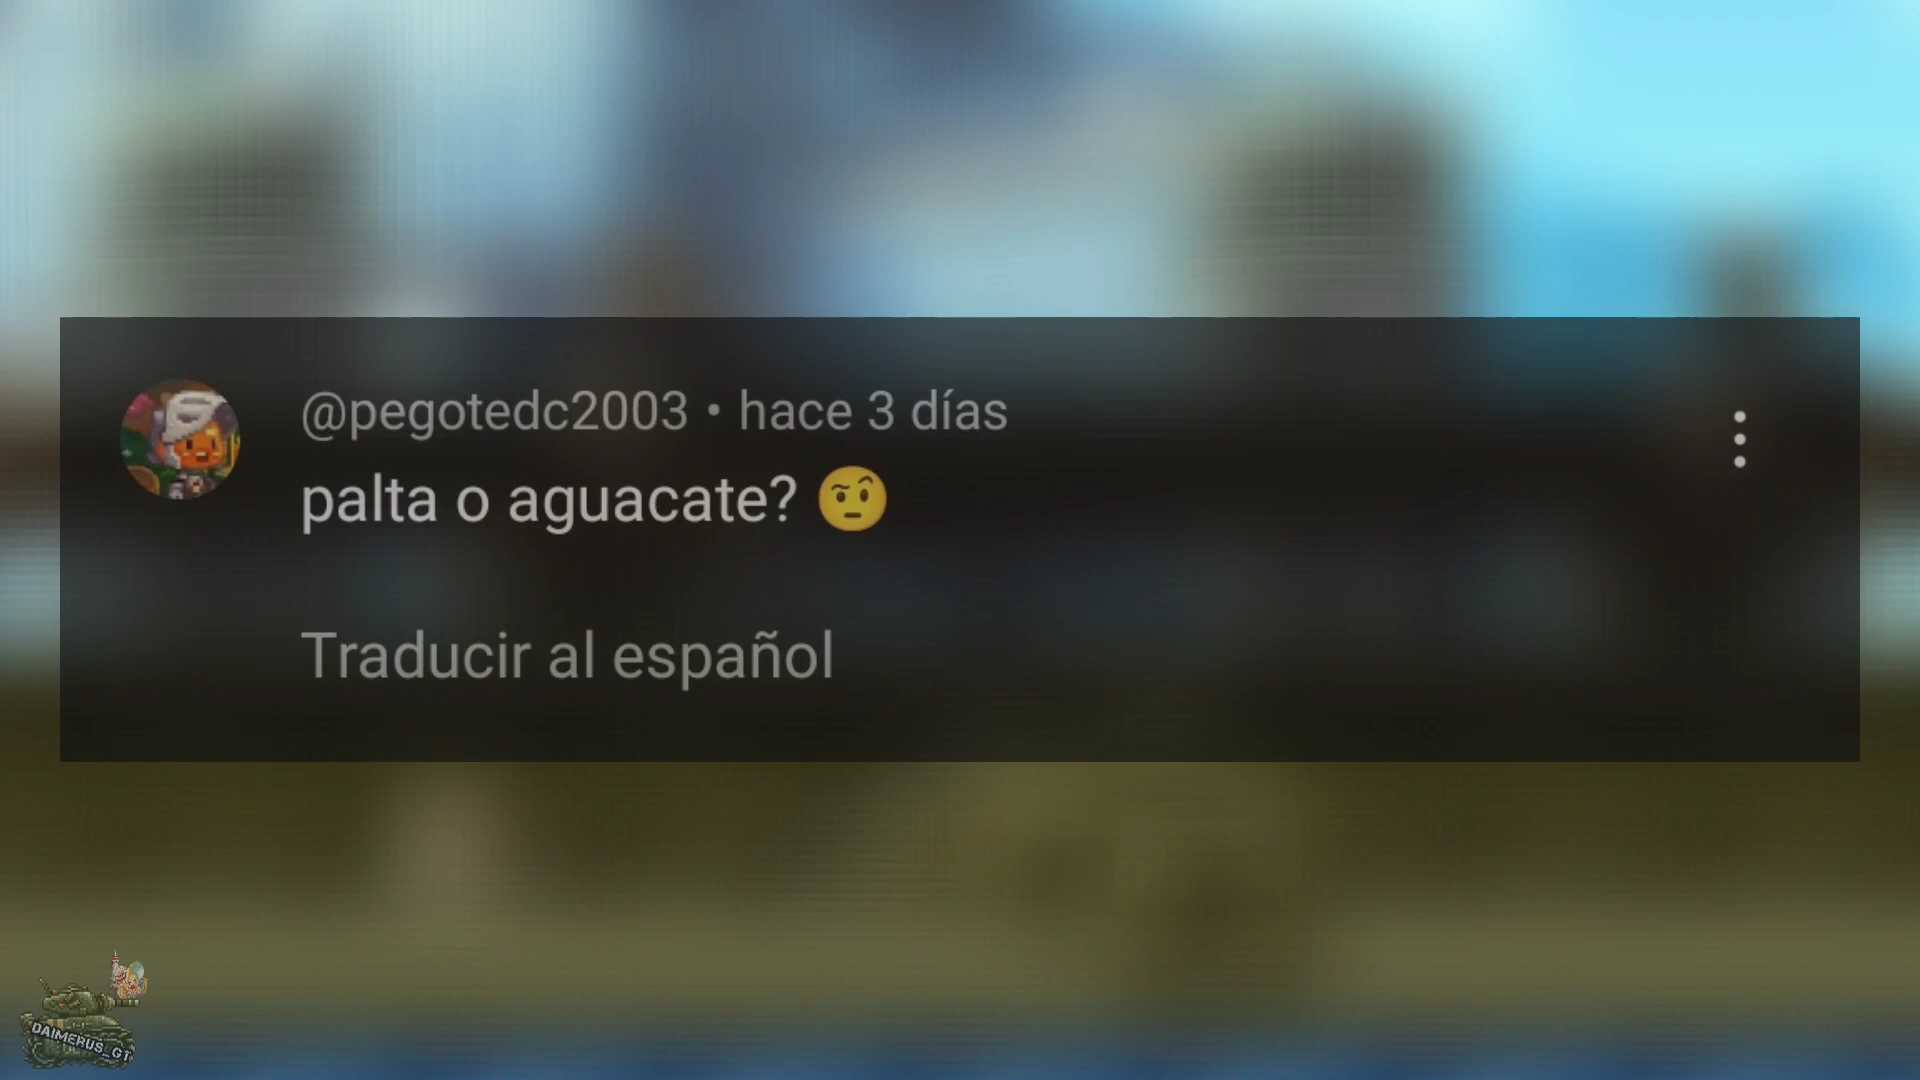 @pegotedc2003 • hace 3 días
palta o aguacate? 🤨
Traducir al español
DAIMERUS_GT